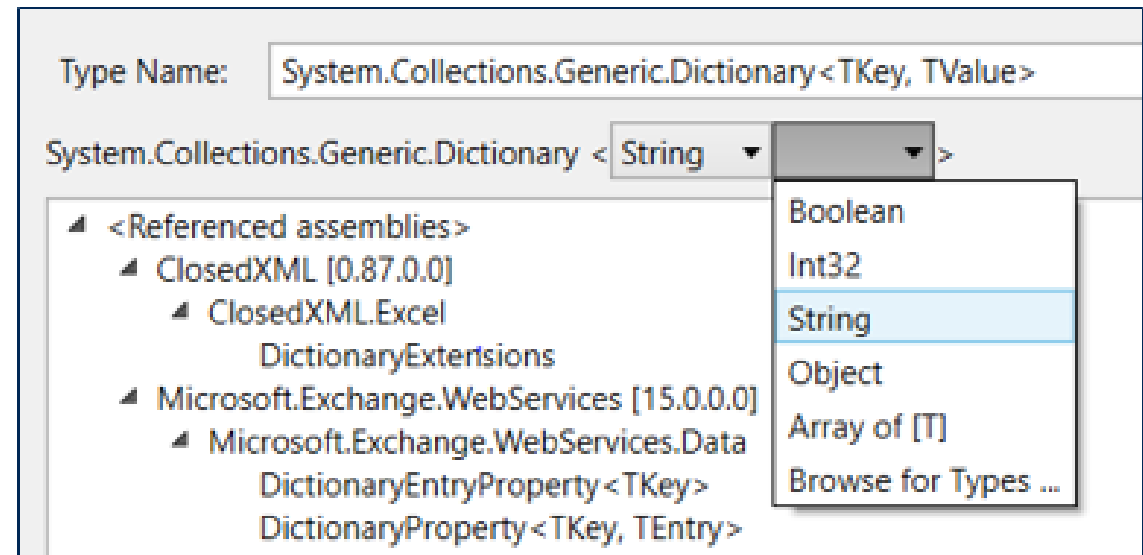 Type Name: System.Collections.Generic.Dictionary<TKey, TValue>
System.Collections.Generic.Dictionary < String >
Boolean
Int32
String
Object
Array of [T]
Browse for Types ...
<Referenced assemblies>
ClosedXML [0.87.0.0]
ClosedXML.Excel
DictionaryExtensions
Microsoft.Exchange.WebServices [15.0.0.0]
Microsoft.Exchange.WebServices.Data
DictionaryEntryProperty<TKey>
DictionaryProperty<TKey, TEntry>